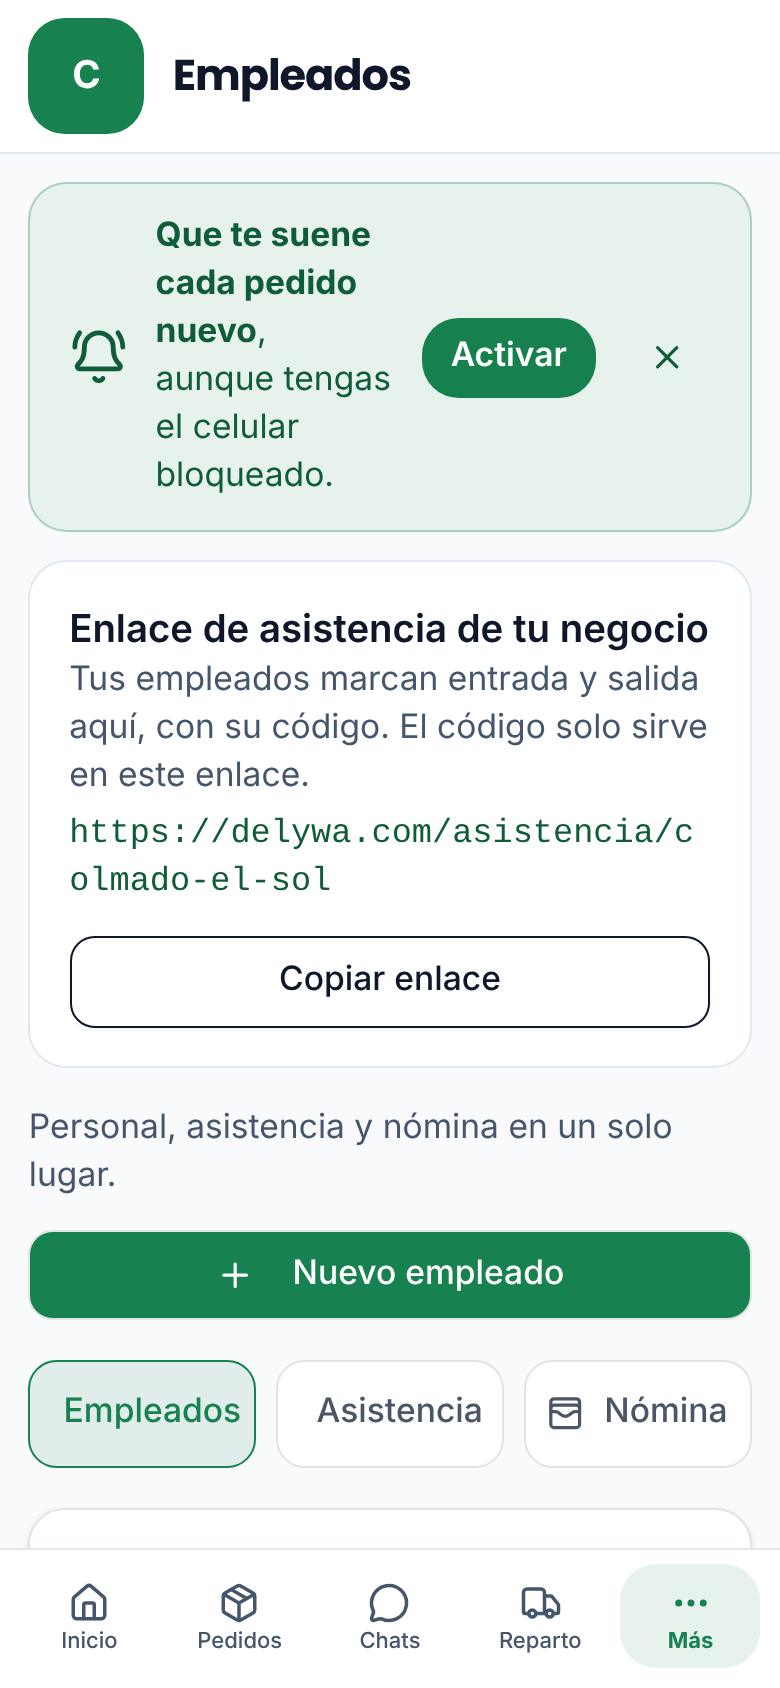 C
Empleados
Que te suene
cada pedido
nuevo,
aunque tengas
el celular
bloqueado.
Activar
Enlace de asistencia de tu negocio
Tus empleados marcan entrada y salida
aquí, con su código. El código solo sirve
en este enlace.
https://delywa.com/asistencia/c
olmado-el-sol
Copiar enlace
Personal, asistencia y nómina en un solo
lugar.
Nuevo empleado
Empleados
Asistencia
Nómina
Inicio
Pedidos
Chats
Reparto
Más